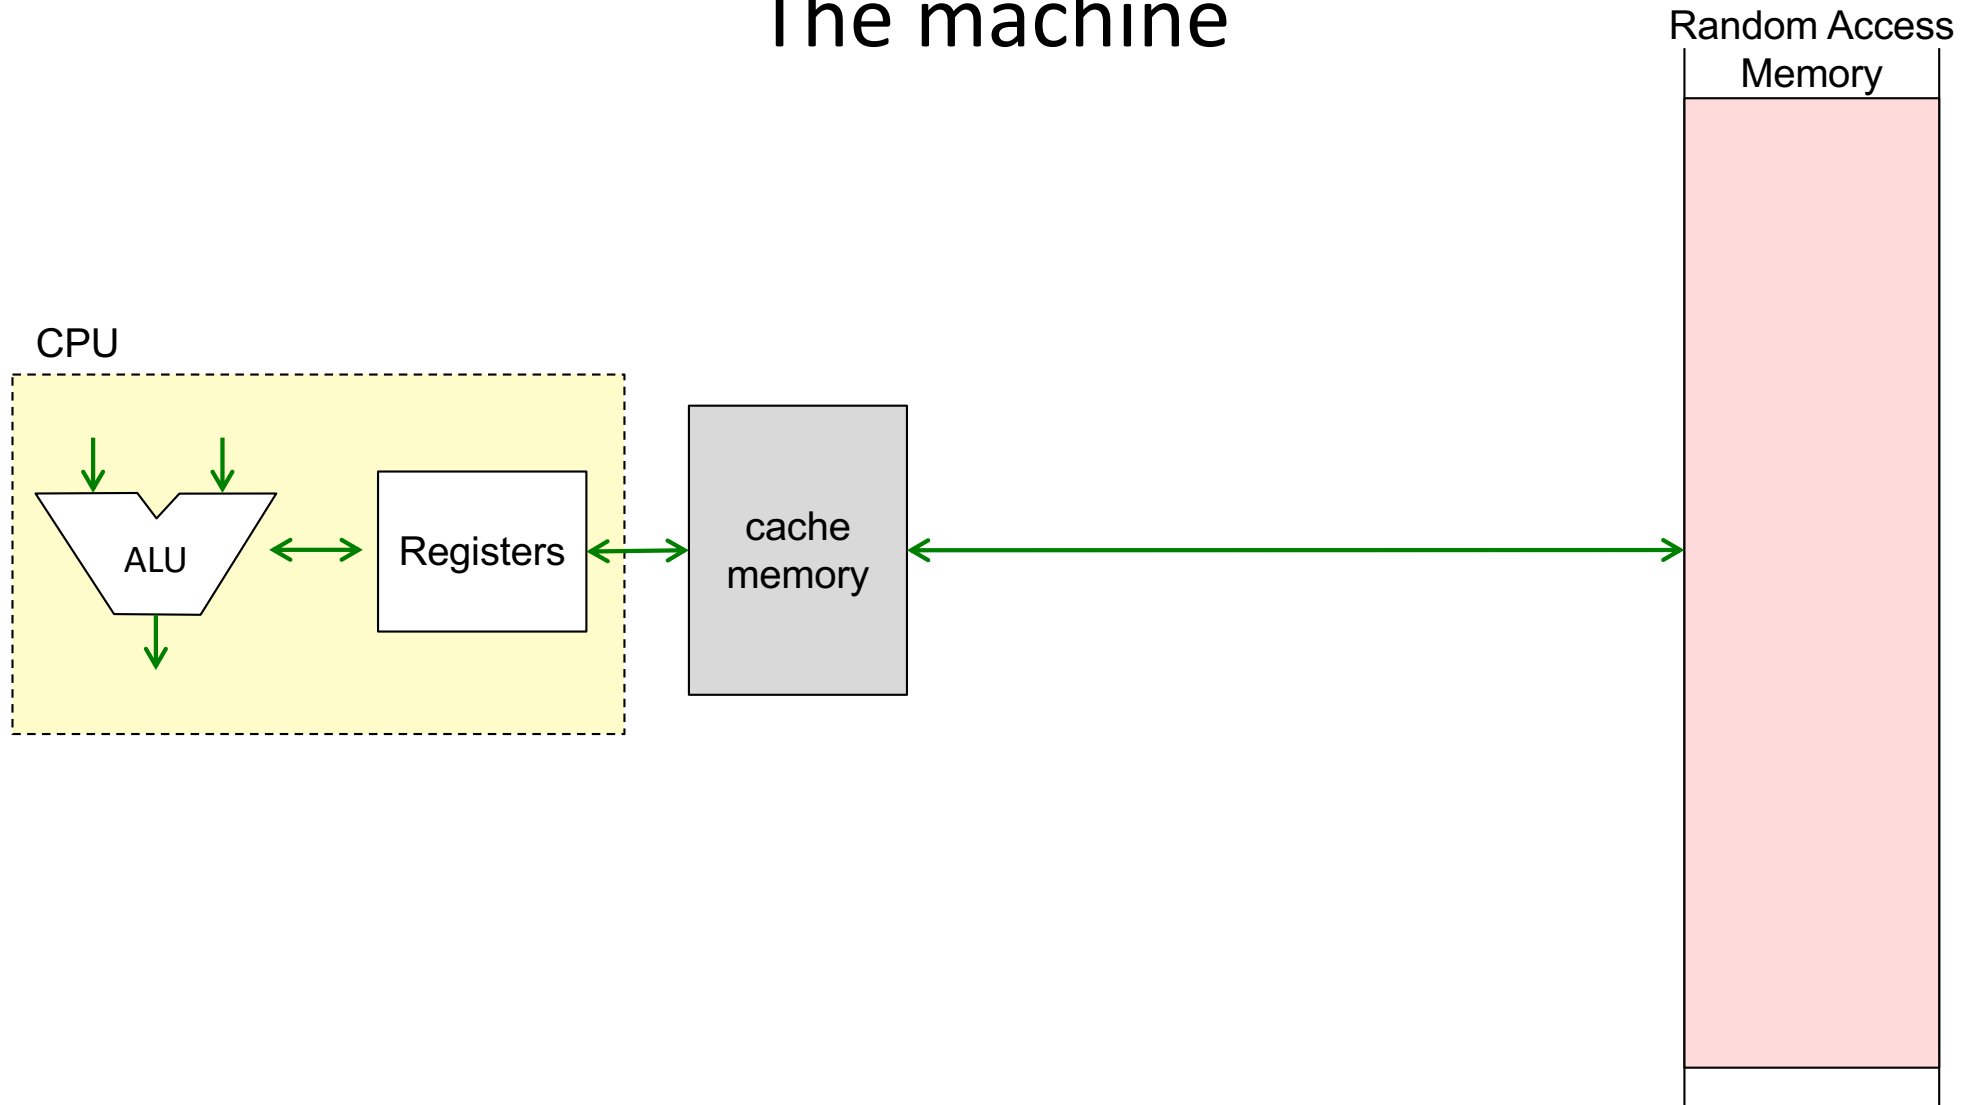 The machine
Random Access
Memory
CPU
ALU
Registers
cache
memory